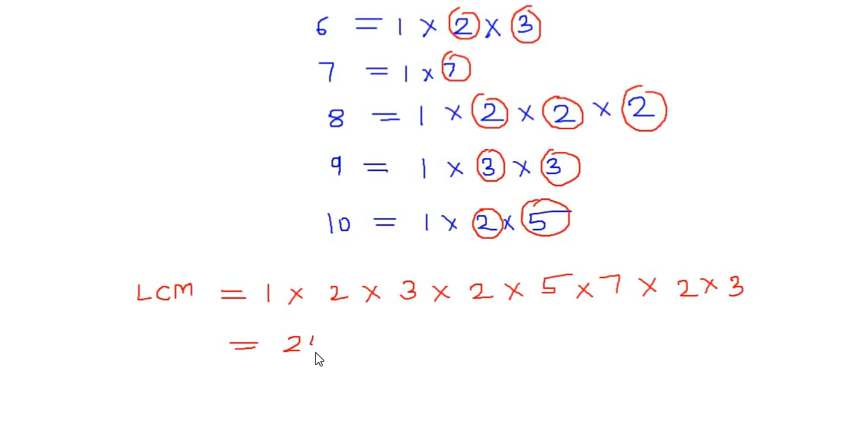 6 = 1 × 2 × 3
7 = 1 × 7
8 = 1 × 2 × 2 × 2
9 = 1 × 3 × 3
10 = 1 × 2 × 5
LCM = 1 × 2 × 3 × 2 × 5 × 7 × 2 × 3
= 2